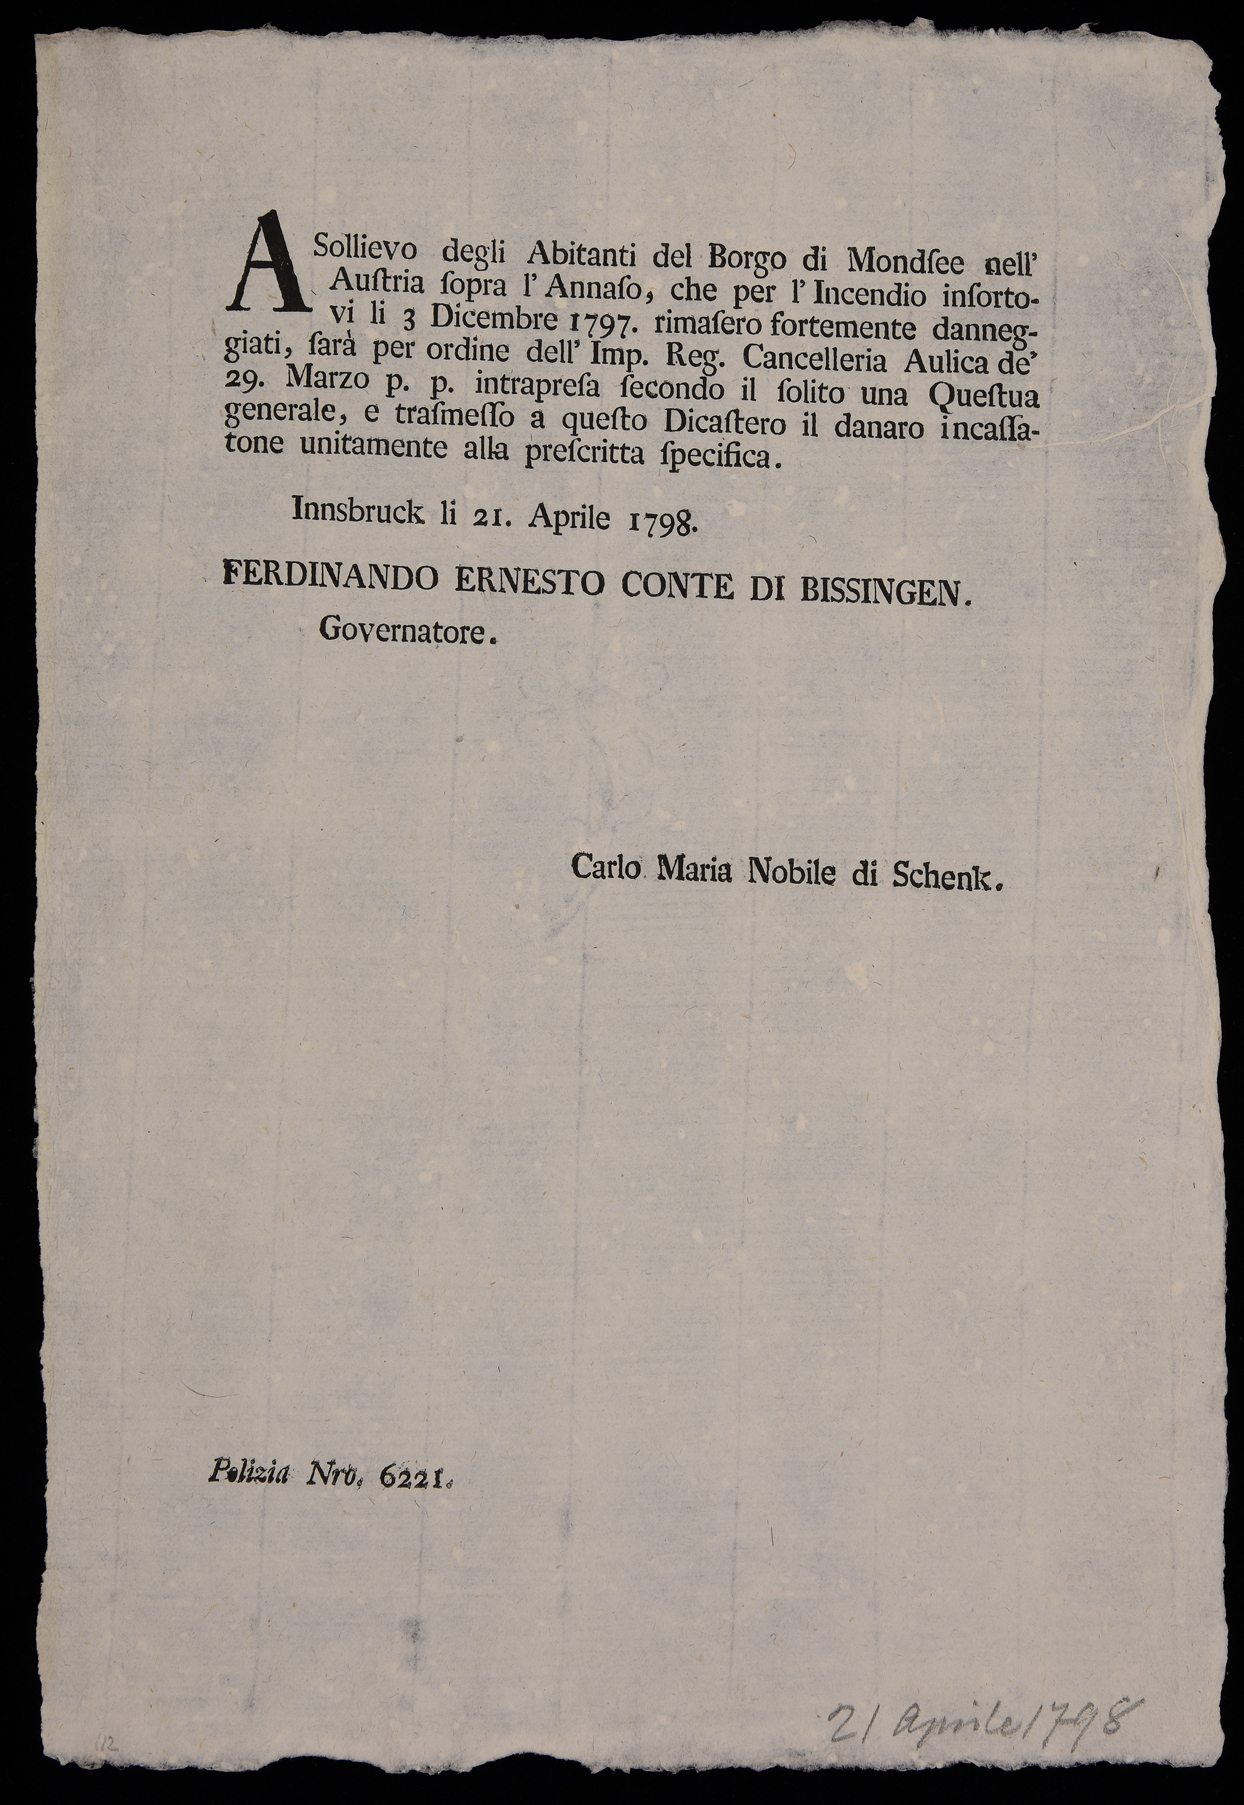 A Sollievo degli Abitanti del Borgo di Mondſee nell'
Auſtria ſopra l' Annaſo, che per l' Incendio inſorto-
vi li 3 Dicembre 1797. rimaſero fortemente danneg-
giati, ſarà per ordine dell' Imp. Reg. Cancelleria Aulica de'
29. Marzo p. p. intrapreſa ſecondo il ſolito una Queſtua
generale, e traſmeſſo a queſto Dicaſtero il danaro incaſſa-
tone unitamente alla preſcritta ſpecifica.
Innsbruck li 21. Aprile 1798.
FERDINANDO ERNESTO CONTE DI BISSINGEN.
Governatore.
Carlo Maria Nobile di Schenk.
Polizia Nro. 6221.
21 Aprile 1798
112